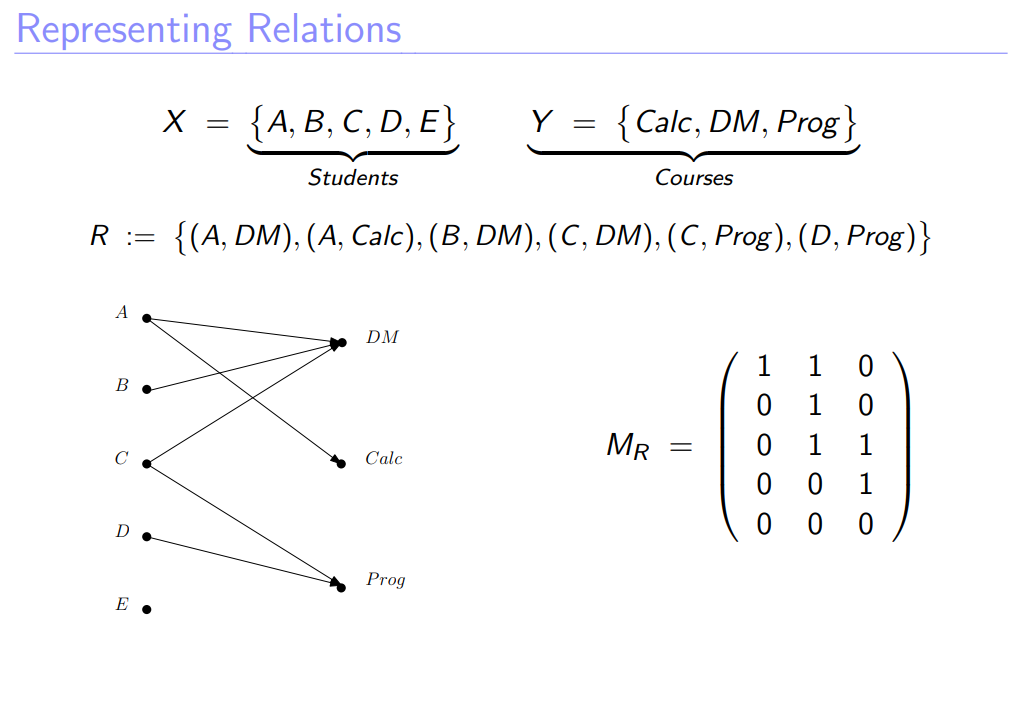 Representing Relations
X = {A, B, C, D, E} Y = {Calc, DM, Prog}
Students Courses
R := {(A, DM), (A, Calc), (B, DM), (C, DM), (C, Prog), (D, Prog)}
A
DM
B
C
Calc
D
Prog
E
M_R =
1 1 0
0 1 0
0 1 1
0 0 1
0 0 0